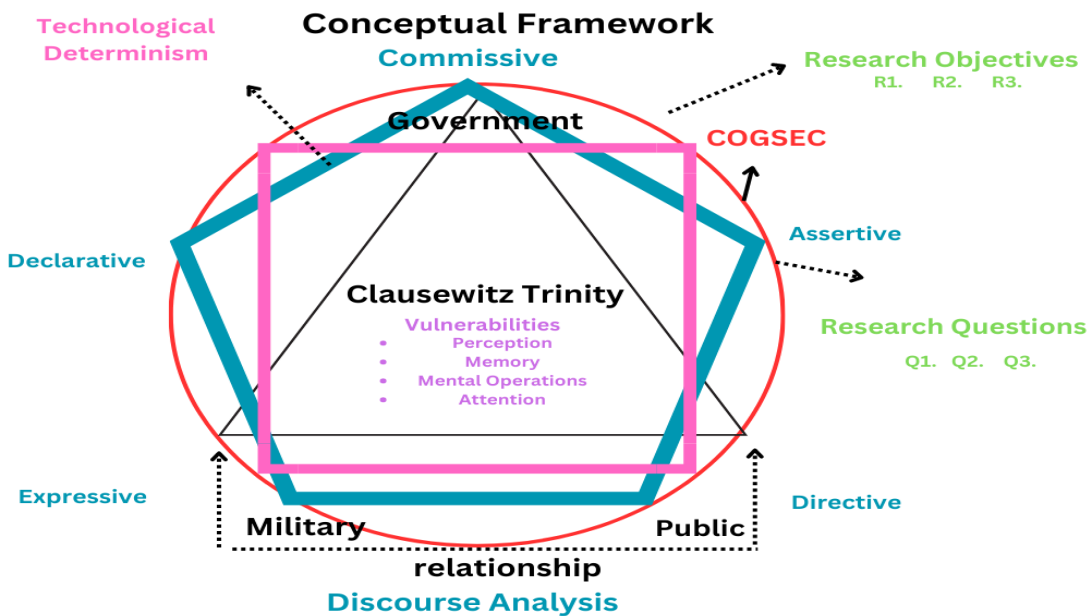 Technological
Determinism
Conceptual Framework
Commissive
Research Objectives
R1. R2. R3.
Government
COGSEC
Declarative
Assertive
Clausewitz Trinity
Vulnerabilities
• Perception
• Memory
• Mental Operations
• Attention
Research Questions
Q1. Q2. Q3.
Expressive
Directive
Military
Public
relationship
Discourse Analysis